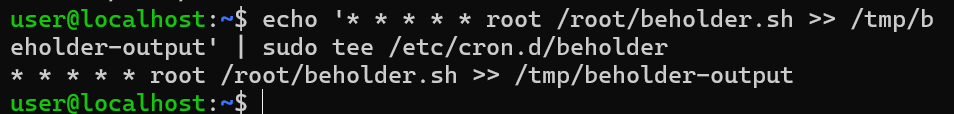 user@localhost:~$ echo '* * * * * root /root/beholder.sh >> /tmp/b
eholder-output' | sudo tee /etc/cron.d/beholder
* * * * * root /root/beholder.sh >> /tmp/beholder-output
user@localhost:~$